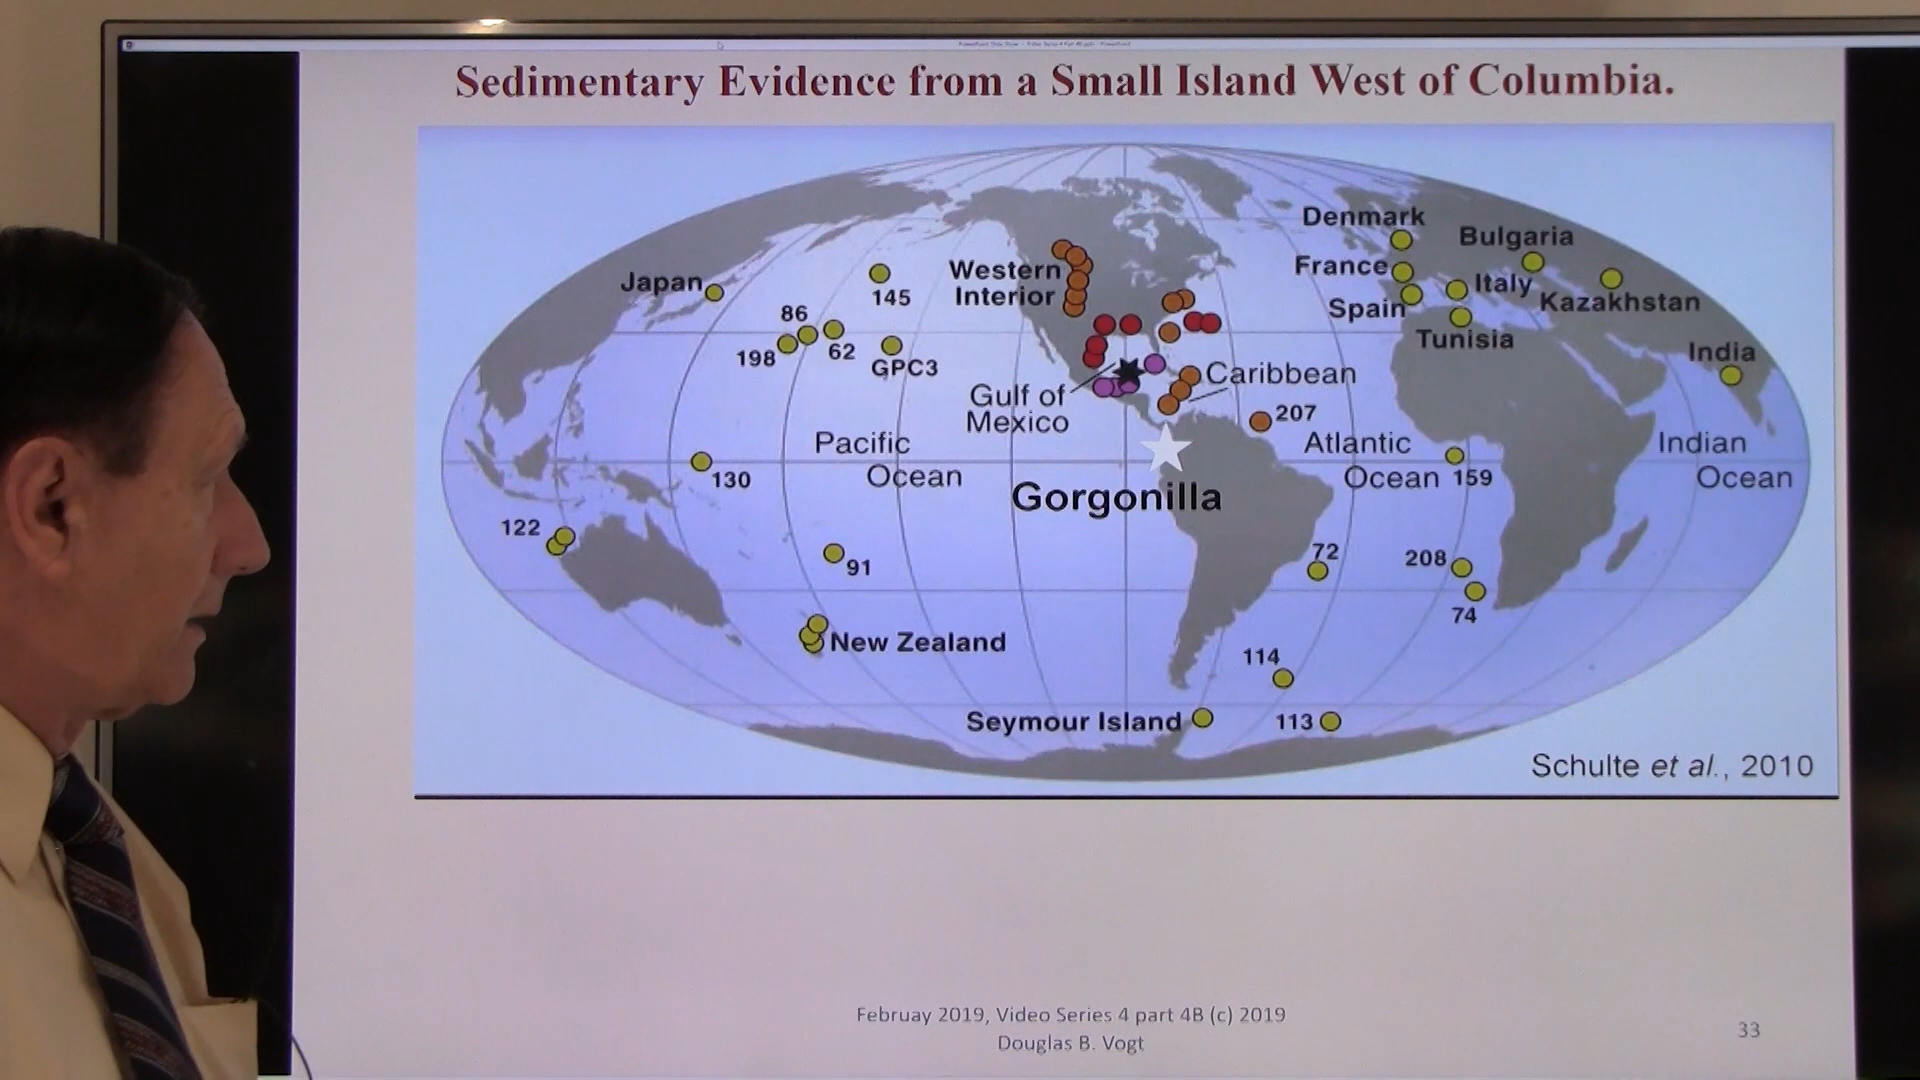 Sedimentary Evidence from a Small Island West of Columbia.
Denmark
Bulgaria
France
Western
Interior
Japan
145
Italy
Kazakhstan
Spain
86
198
62
GPC3
Tunisia
India
Caribbean
Gulf of
Mexico
207
Pacific
Ocean
Atlantic
Ocean
159
Indian
Ocean
130
Gorgonilla
122
91
72
208
74
New Zealand
114
Seymour Island
113
Schulte et al., 2010
Februay 2019, Video Series 4 part 4B (c) 2019
Douglas B. Vogt
33